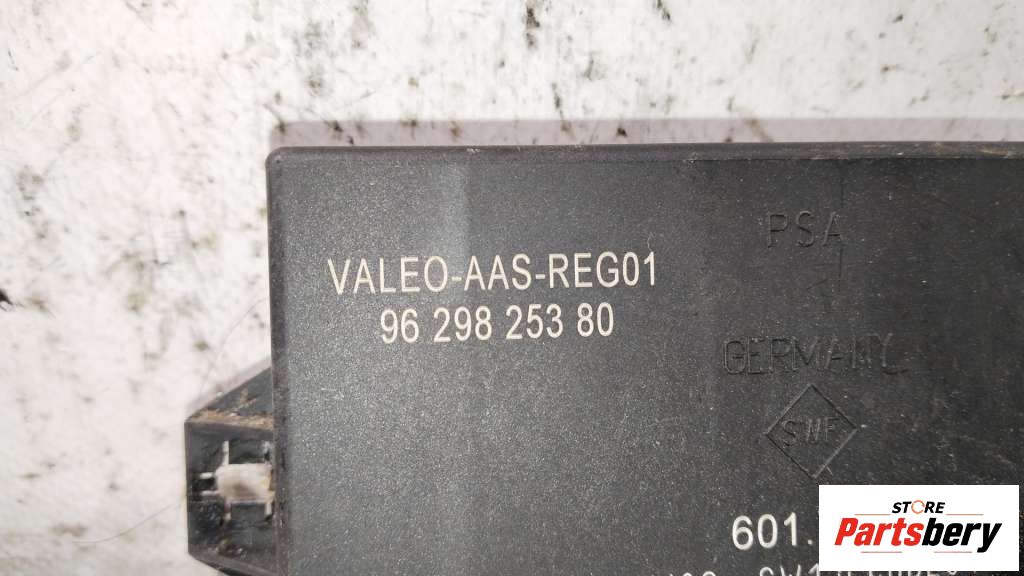 VALEO-AAS-REG01
96 298 253 80
PSA
GERMANY
SWF
601.
STORE
Partsbery